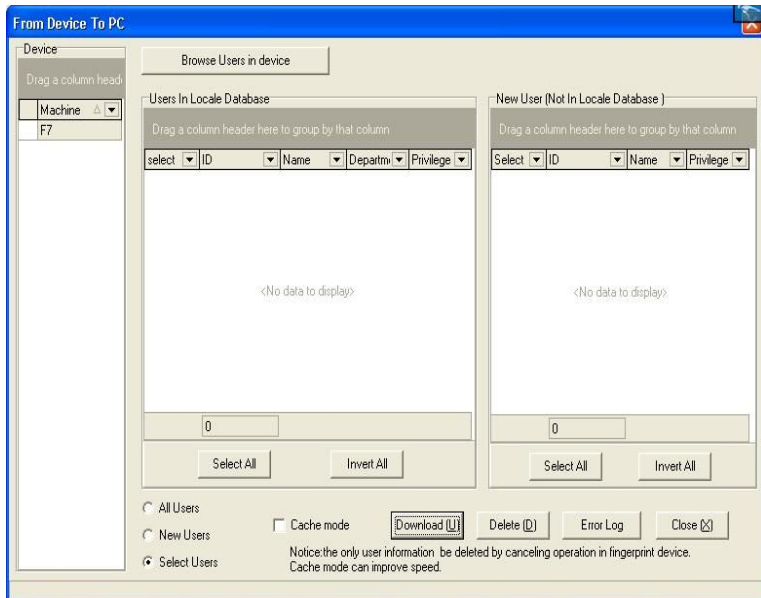 From Device To PC
Device
Drag a column head
Machine
F7
Browse Users in device
Users In Locale Database
Drag a column header here to group by that column
select ID Name Departm Privilege
<No data to display>
0
Select All Invert All
New User (Not In Locale Database )
Drag a column header here to group by that column
Select ID Name Privilege
<No data to display>
0
Select All Invert All
All Users
New Users
Select Users
Cache mode
Download (U) Delete (D) Error Log Close (X)
Notice:the only user information be deleted by canceling operation in fingerprint device.
Cache mode can improve speed.